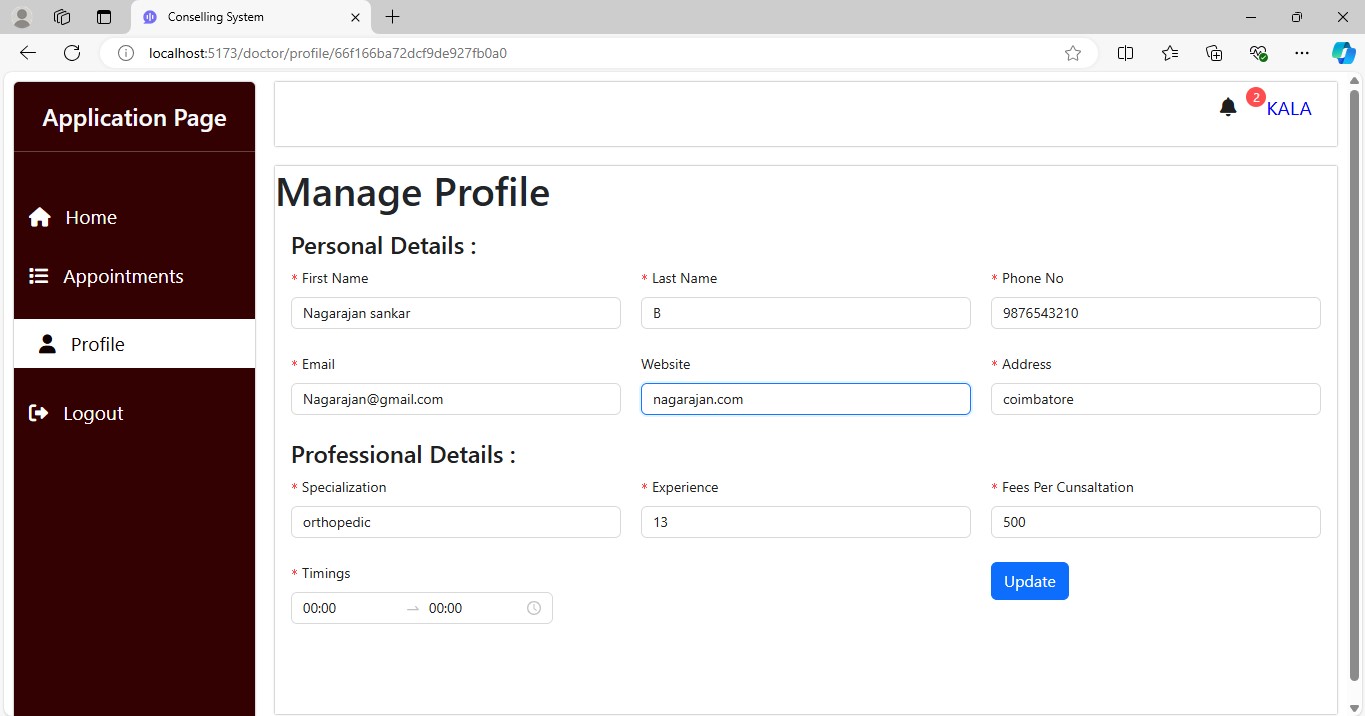 Conselling System
localhost:5173/doctor/profile/66f166ba72dcf9de927fb0a0
Application Page
2
KALA
Home
Appointments
Profile
Logout
Manage Profile
Personal Details :
* First Name * Last Name * Phone No
Nagarajan sankar B 9876543210
* Email Website * Address
Nagarajan@gmail.com nagarajan.com coimbatore
Professional Details :
* Specialization * Experience * Fees Per Cunsaltation
orthopedic 13 500
* Timings
Update
00:00 → 00:00